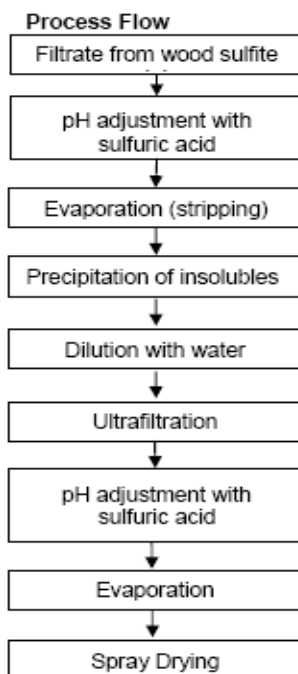 Process Flow
Filtrate from wood sulfite
pH adjustment with
sulfuric acid
Evaporation (stripping)
Precipitation of insolubles
Dilution with water
Ultrafiltration
pH adjustment with
sulfuric acid
Evaporation
Spray Drying